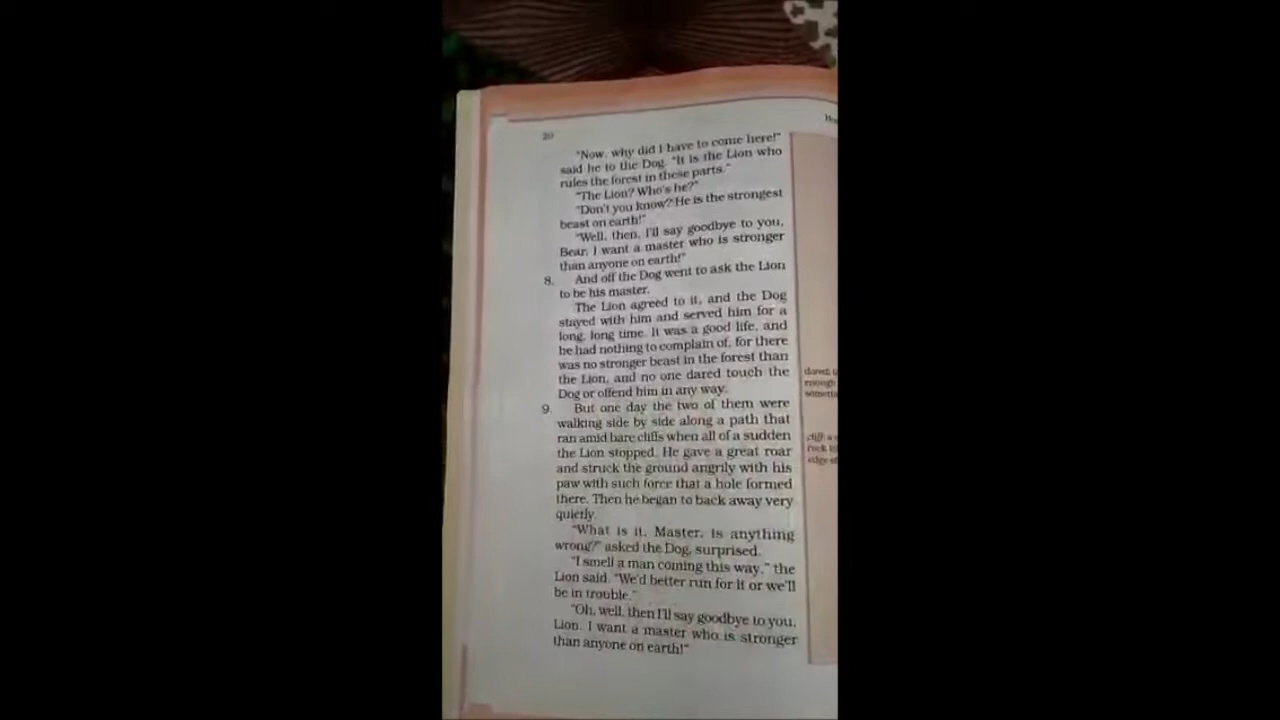 20
"Now, why did I have to come here!"
said he to the Dog. "It is the Lion who
rules the forest in these parts."
"The Lion? Who's he?"
"Don't you know? He is the strongest
beast on earth!"
"Well, then, I'll say goodbye to you,
Bear. I want a master who is stronger
than anyone on earth!"
8. And off the Dog went to ask the Lion
to be his master.
The Lion agreed to it, and the Dog
stayed with him and served him for a
long, long time. It was a good life, and
he had nothing to complain of, for there
was no stronger beast in the forest than
the Lion, and no one dared touch the
Dog or offend him in any way.
9. But one day the two of them were
walking side by side along a path that
ran amid bare cliffs when all of a sudden
the Lion stopped. He gave a great roar
and struck the ground angrily with his
paw with such force that a hole formed
there. Then he began to back away very
quietly.
"What is it, Master, is anything
wrong?" asked the Dog, surprised.
"I smell a man coming this way," the
Lion said. "We'd better run for it or we'll
be in trouble."
"Oh, well, then I'll say goodbye to you,
Lion. I want a master who is stronger
than anyone on earth!"
dared:
enough
cliff: a
rock
edge